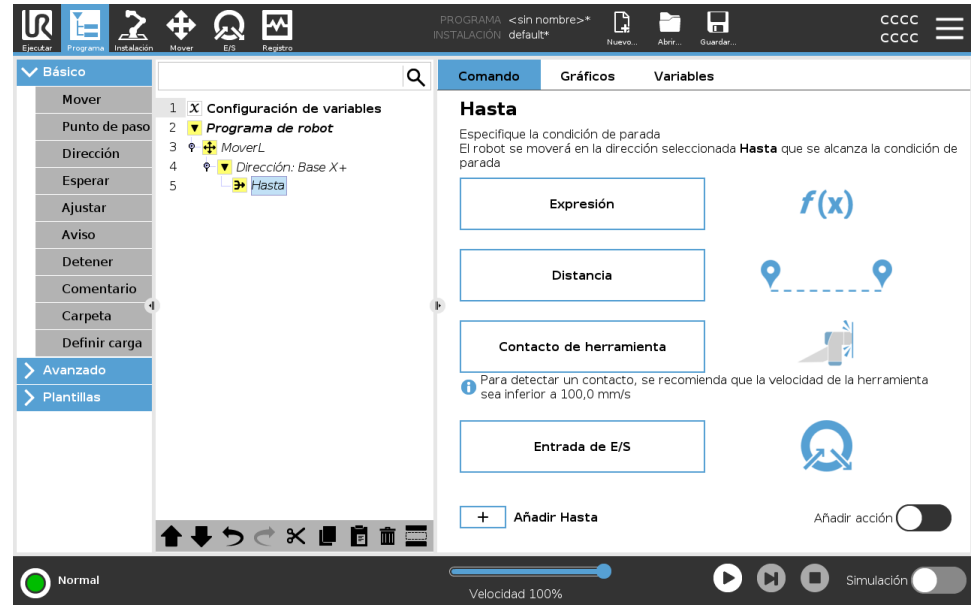 PROGRAMA <sin nombre>*
INSTALACIÓN default*
Ejecutar Programa Instalación Mover E/S Registro Nuevo... Abrir... Guardar...
CCCC
CCCC
Básico
Mover
Punto de paso
Dirección
Esperar
Ajustar
Aviso
Detener
Comentario
Carpeta
Definir carga
Avanzado
Plantillas
1 X Configuración de variables
2 Programa de robot
3 MoverL
4 Dirección: Base X+
5 Hasta
Comando Gráficos Variables
Hasta
Especifique la condición de parada
El robot se moverá en la dirección seleccionada Hasta que se alcanza la condición de
parada
Expresión f(x)
Distancia
Contacto de herramienta
Para detectar un contacto, se recomienda que la velocidad de la herramienta
sea inferior a 100,0 mm/s
Entrada de E/S
+ Añadir Hasta Añadir acción
Normal
Velocidad 100%
Simulación